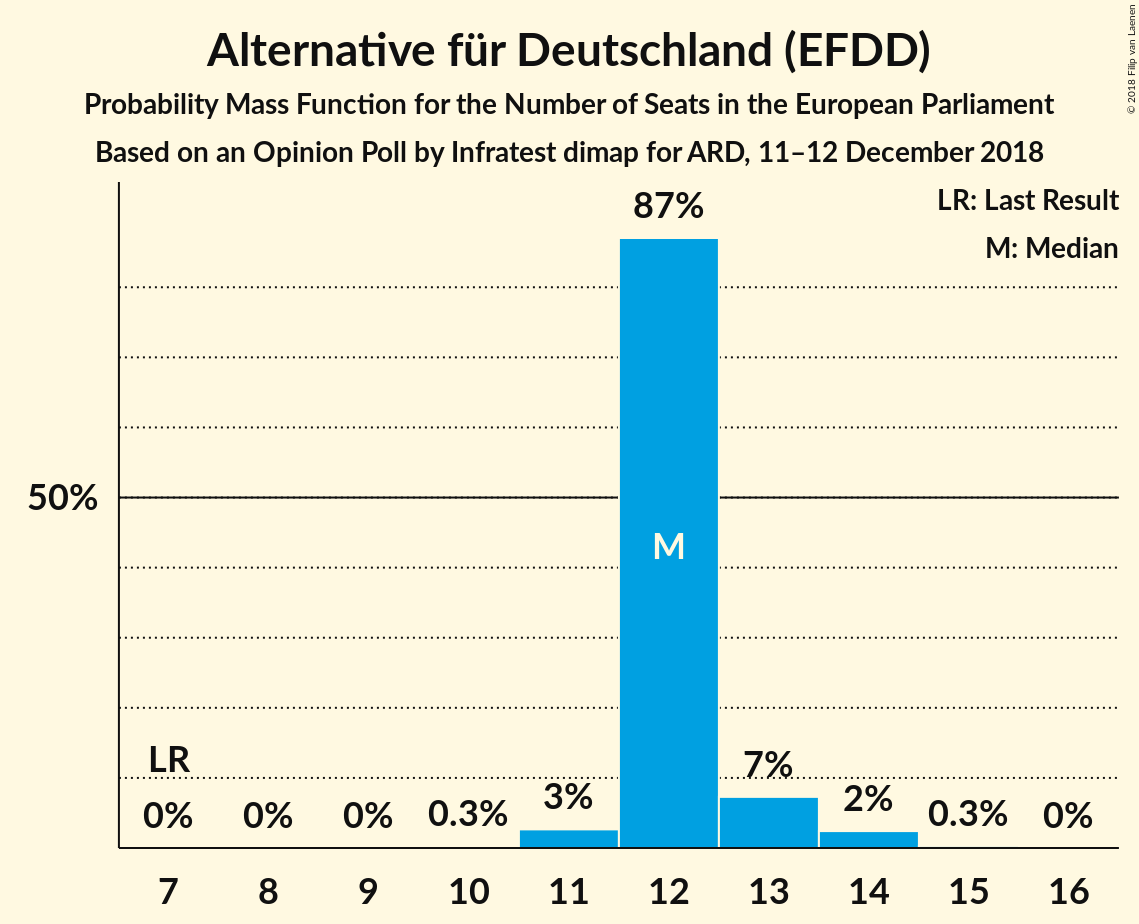 Alternative für Deutschland (EFDD)
Probability Mass Function for the Number of Seats in the European Parliament
Based on an Opinion Poll by Infratest dimap for ARD, 11–12 December 2018
© 2018 Filip van Laenen
LR: Last Result
M: Median
87%
50%
M
LR
0% 0% 0% 0.3% 3% 7% 2% 0.3% 0%
7 8 9 10 11 12 13 14 15 16